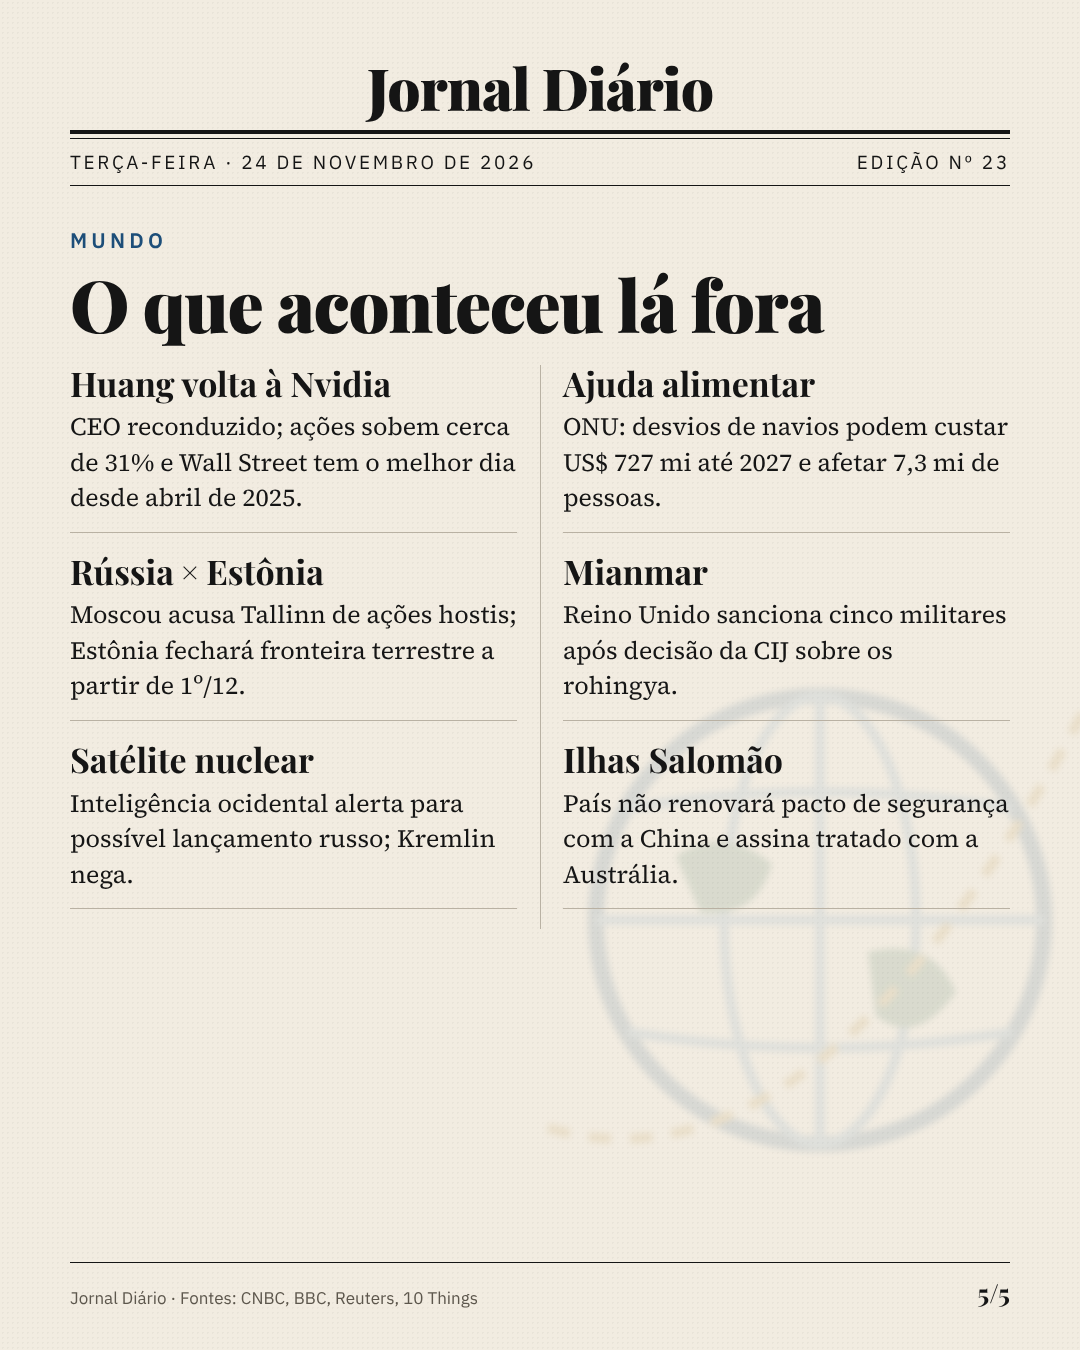 Jornal Diário
TERÇA-FEIRA · 24 DE NOVEMBRO DE 2026
EDIÇÃO Nº 23
MUNDO
O que aconteceu lá fora
Huang volta à Nvidia
CEO reconduzido; ações sobem cerca
de 31% e Wall Street tem o melhor dia
desde abril de 2025.
Rússia × Estônia
Moscou acusa Tallinn de ações hostis;
Estônia fechará fronteira terrestre a
partir de 1º/12.
Satélite nuclear
Inteligência ocidental alerta para
possível lançamento russo; Kremlin
nega.
Ajuda alimentar
ONU: desvios de navios podem custar
US$ 727 mi até 2027 e afetar 7,3 mi de
pessoas.
Mianmar
Reino Unido sanciona cinco militares
após decisão da CIJ sobre os
rohingya.
Ilhas Salomão
País não renovará pacto de segurança
com a China e assina tratado com a
Austrália.
Jornal Diário · Fontes: CNBC, BBC, Reuters, 10 Things
5/5